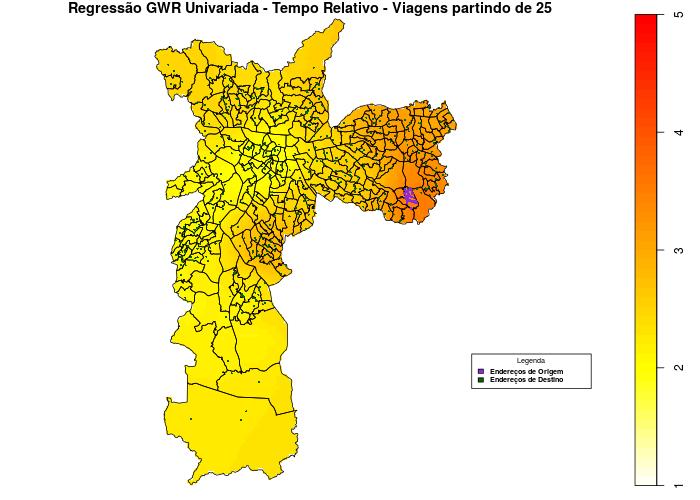 Regressão GWR Univariada - Tempo Relativo - Viagens partindo de 25
5
4
3
2
1
Legenda
Endereços de Origem
Endereços de Destino